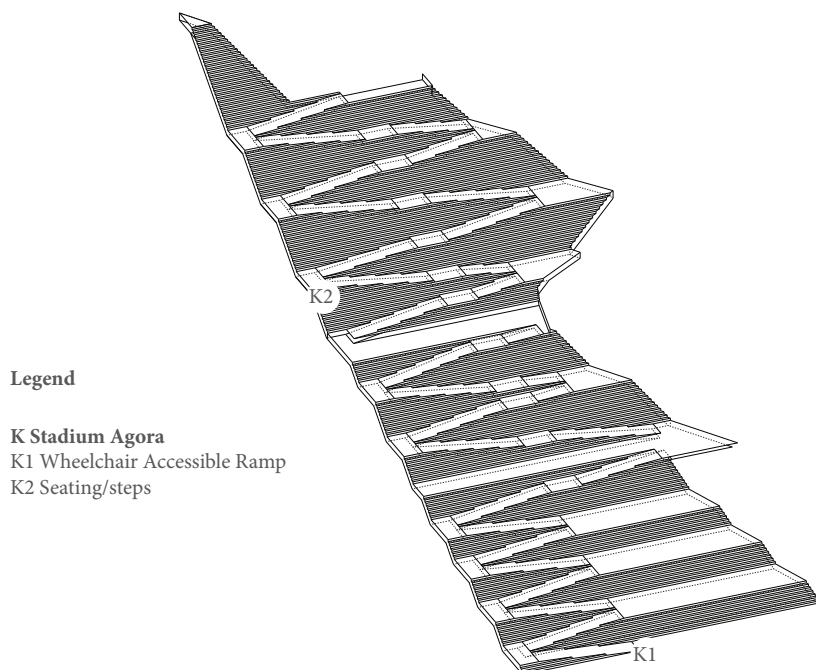 K2
Legend
K Stadium Agora
K1 Wheelchair Accessible Ramp
K2 Seating/steps
K1